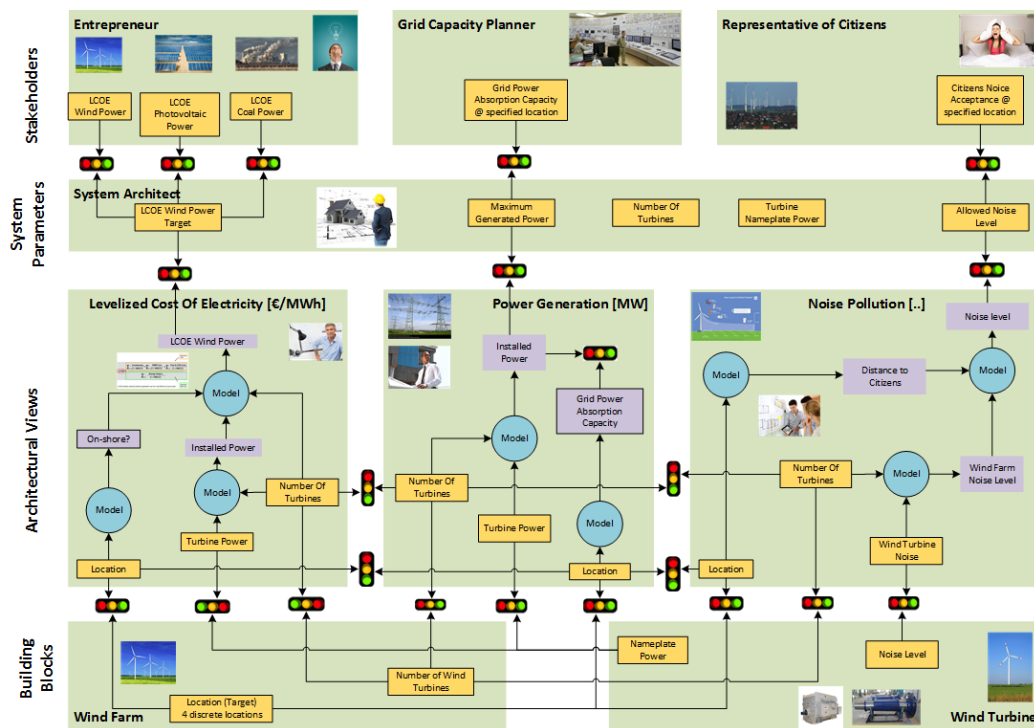 Stakeholders
Entrepreneur
LCOE
Wind Power
LCOE
Photovoltaic
Power
LCOE
Coal Power
Grid Capacity Planner
Grid Power
Absorption Capacity
@ specified location
Representative of Citizens
Citizens Noice
Acceptance @
specified location
System
Parameters
System Architect
LCOE Wind Power
Target
Maximum
Generated Power
Number Of
Turbines
Turbine
Nameplate Power
Allowed Noise
Level
Architectural Views
Levelized Cost Of Electricity [€/MWh]
LCOE Wind Power
Model
On-shore?
Installed Power
Model
Model
Number Of
Turbines
Turbine Power
Location
Power Generation [MW]
Installed
Power
Grid Power
Absorption
Capacity
Model
Number Of
Turbines
Turbine Power
Model
Location
Noise Pollution [..]
Noise level
Model
Distance to
Citizens
Model
Number Of
Turbines
Model
Wind Farm
Noise Level
Wind Turbine
Noise
Location
Building
Blocks
Nameplate
Power
Number of Wind
Turbines
Noise Level
Location (Target)
4 discrete locations
Wind Farm
Wind Turbine